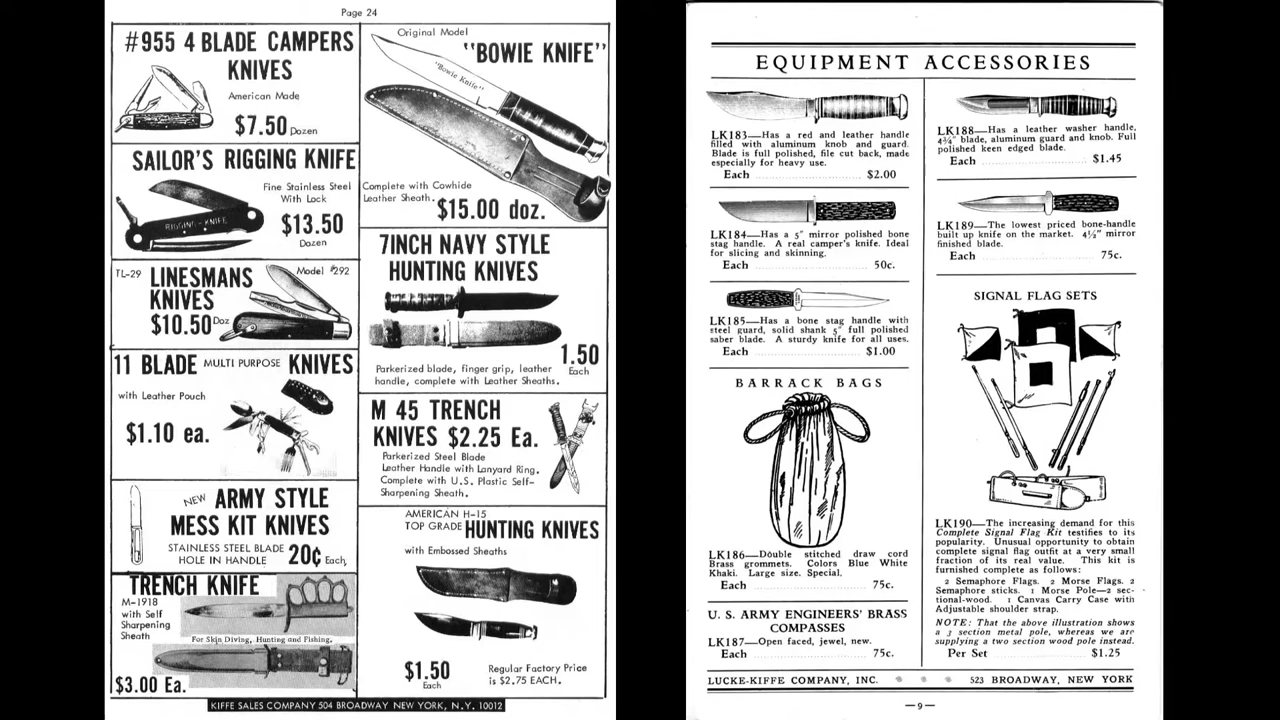 Page 24
#955 4 BLADE CAMPERS
KNIVES
American Made
$7.50 Dozen
SAILOR'S RIGGING KNIFE
Fine Stainless Steel
With Lock
RIGGING-KNIFE
$13.50
Dozen
TL-29
LINESMANS
KNIVES
$10.50 Doz
Model #292
11 BLADE MULTI PURPOSE KNIVES
with Leather Pouch
$1.10 ea.
NEW ARMY STYLE
MESS KIT KNIVES
STAINLESS STEEL BLADE
HOLE IN HANDLE
20¢ Each,
TRENCH KNIFE
M-1918
with Self
Sharpening
Sheath
For Skin Diving, Hunting and Fishing.
$3.00 Ea.
Original Model
"BOWIE KNIFE"
"Bowie Knife"
Complete with Cowhide
Leather Sheath.
$15.00 doz.
7INCH NAVY STYLE
HUNTING KNIVES
1.50
Each
Parkerized blade, finger grip, leather
handle, complete with Leather Sheaths.
M 45 TRENCH
KNIVES $2.25 Ea.
Parkerized Steel Blade
Leather Handle with Lanyard Ring.
Complete with U.S. Plastic Self-
Sharpening Sheath.
AMERICAN H-15
TOP GRADE HUNTING KNIVES
with Embossed Sheaths
$1.50
Each
Regular Factory Price
is $2.75 EACH.
KIFFE SALES COMPANY 504 BROADWAY NEW YORK, N.Y. 10012
EQUIPMENT ACCESSORIES
LK183—Has a red and leather handle
filled with aluminum knob and guard.
Blade is full polished, file cut back, made
especially for heavy use.
Each $2.00
LK184—Has a 5" mirror polished bone
stag handle. A real camper's knife. Ideal
for slicing and skinning.
Each 50c.
LK185—Has a bone stag handle with
steel guard, solid shank 5" full polished
saber blade. A sturdy knife for all uses.
Each $1.00
BARRACK BAGS
LK186—Double stitched draw cord
Brass grommets. Colors Blue White
Khaki. Large size. Special.
Each 75c.
U. S. ARMY ENGINEERS' BRASS
COMPASSES
LK187—Open faced, jewel, new.
Each 75c.
LK188—Has a leather washer handle,
4¾" blade, aluminum guard and knob. Full
polished keen edged blade.
Each $1.45
LK189—The lowest priced bone-handle
built up knife on the market. 4½" mirror
finished blade.
Each 75c.
SIGNAL FLAG SETS
LK190—The increasing demand for this
Complete Signal Flag Kit testifies to its
popularity. Unusual opportunity to obtain
complete signal flag outfit at a very small
fraction of its real value. This kit is
furnished complete as follows:
2 Semaphore Flags. 2 Morse Flags. 2
Semaphore sticks. 1 Morse Pole—2 sec-
tional-wood. 1 Canvas Carry Case with
Adjustable shoulder strap.
NOTE: That the above illustration shows
a 3 section metal pole, whereas we are
supplying a two section wood pole instead.
Per Set $1.25
LUCKE-KIFFE COMPANY, INC. 523 BROADWAY, NEW YORK
—9—